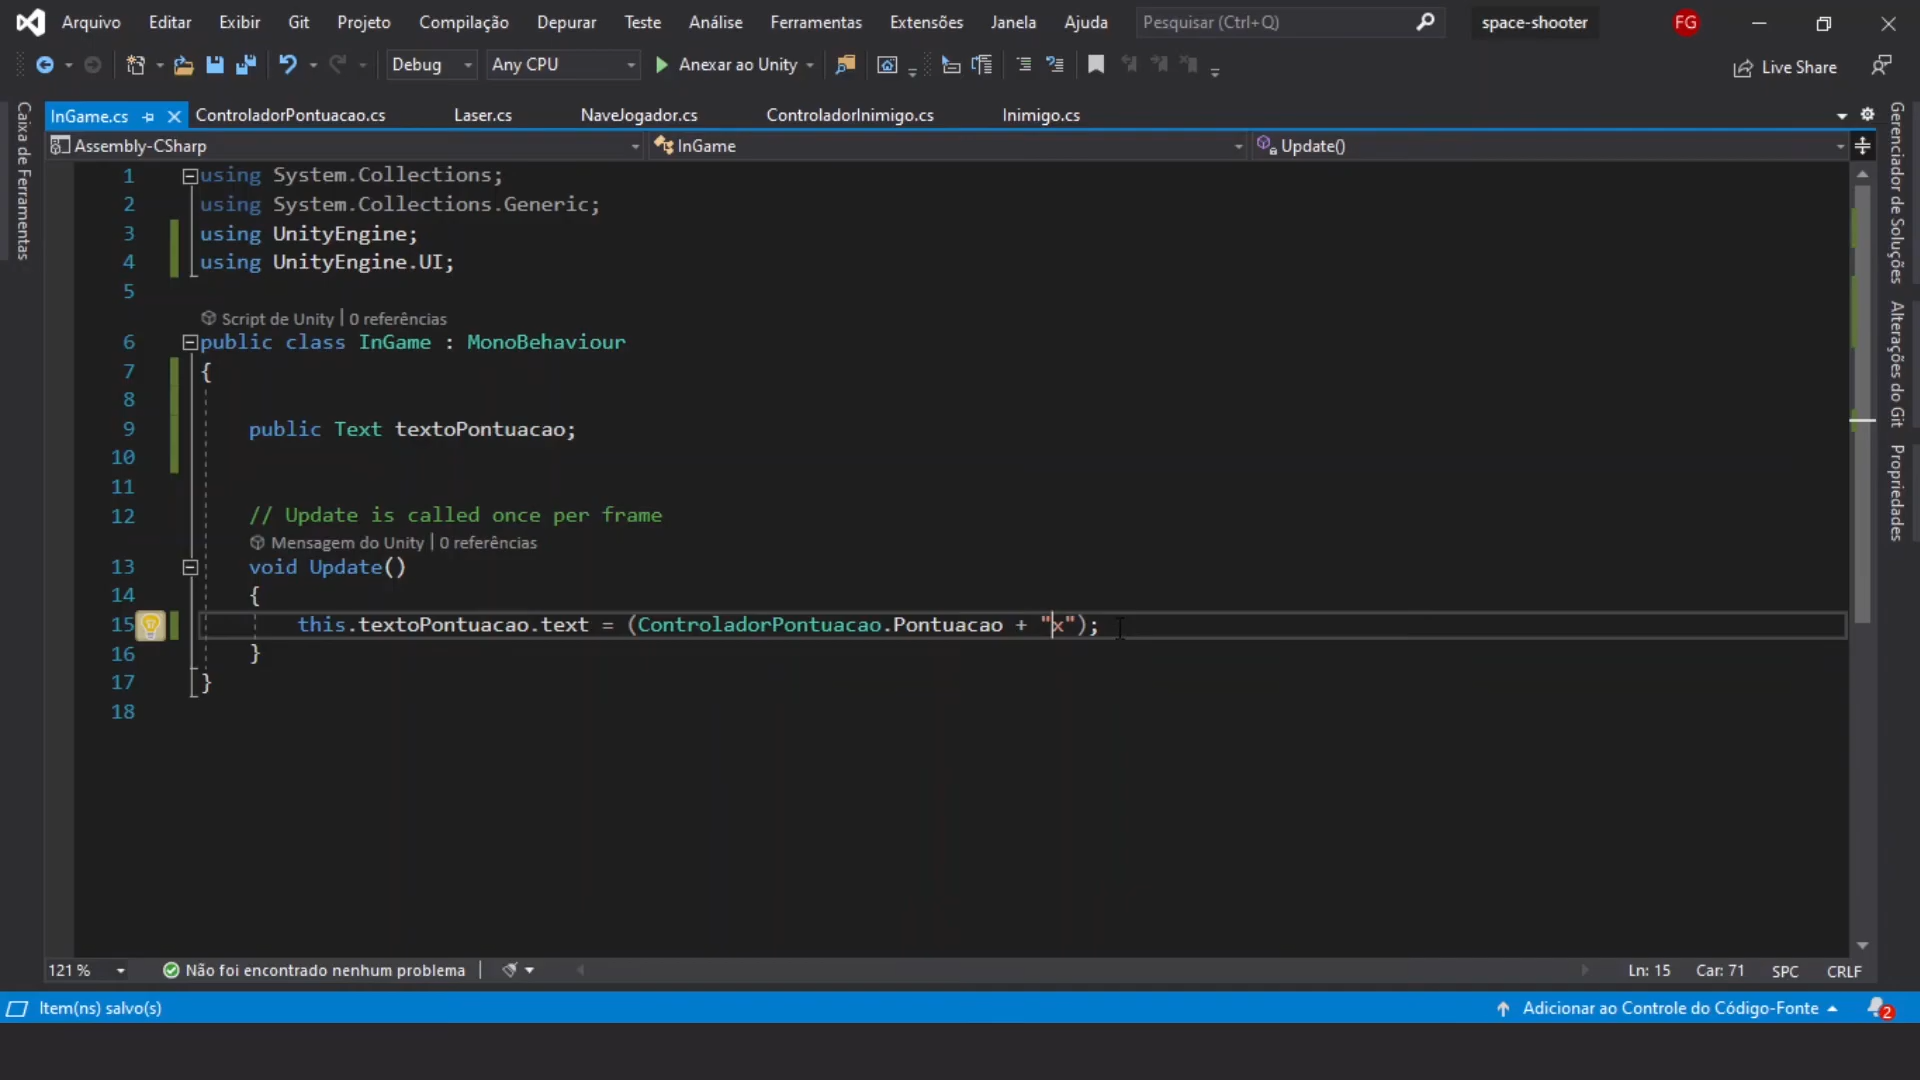 Arquivo Editar Exibir Git Projeto Compilação Depurar Teste Análise Ferramentas Extensões Janela Ajuda Pesquisar (Ctrl+Q) space-shooter FG
Debug Any CPU Anexar ao Unity Live Share
Caixa de Ferramentas
InGame.cs ControladorPontuacao.cs Laser.cs NaveJogador.cs ControladorInimigo.cs Inimigo.cs
Assembly-CSharp InGame Update()
1 using System.Collections;
2 using System.Collections.Generic;
3 using UnityEngine;
4 using UnityEngine.UI;
5
Script de Unity | 0 referências
6 public class InGame : MonoBehaviour
7 {
8
9 public Text textoPontuacao;
10
11
12 // Update is called once per frame
Mensagem do Unity | 0 referências
13 void Update()
14 {
15 this.textoPontuacao.text = (ControladorPontuacao.Pontuacao + "x");
16 }
17 }
18
Gerenciador de Soluções
Alterações do Git
Propriedades
121 % Não foi encontrado nenhum problema Ln: 15 Car: 71 SPC CRLF
Item(ns) salvo(s) Adicionar ao Controle do Código-Fonte 2